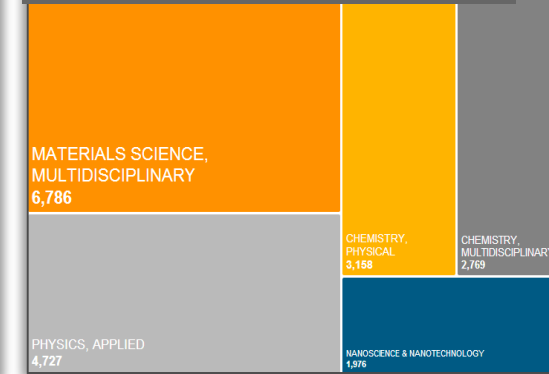 MATERIALS SCIENCE,
MULTIDISCIPLINARY
6,786
PHYSICS, APPLIED
4,727
CHEMISTRY,
PHYSICAL
3,158
CHEMISTRY,
MULTIDISCIPLINARY
2,769
NANOSCIENCE & NANOTECHNOLOGY
1,976